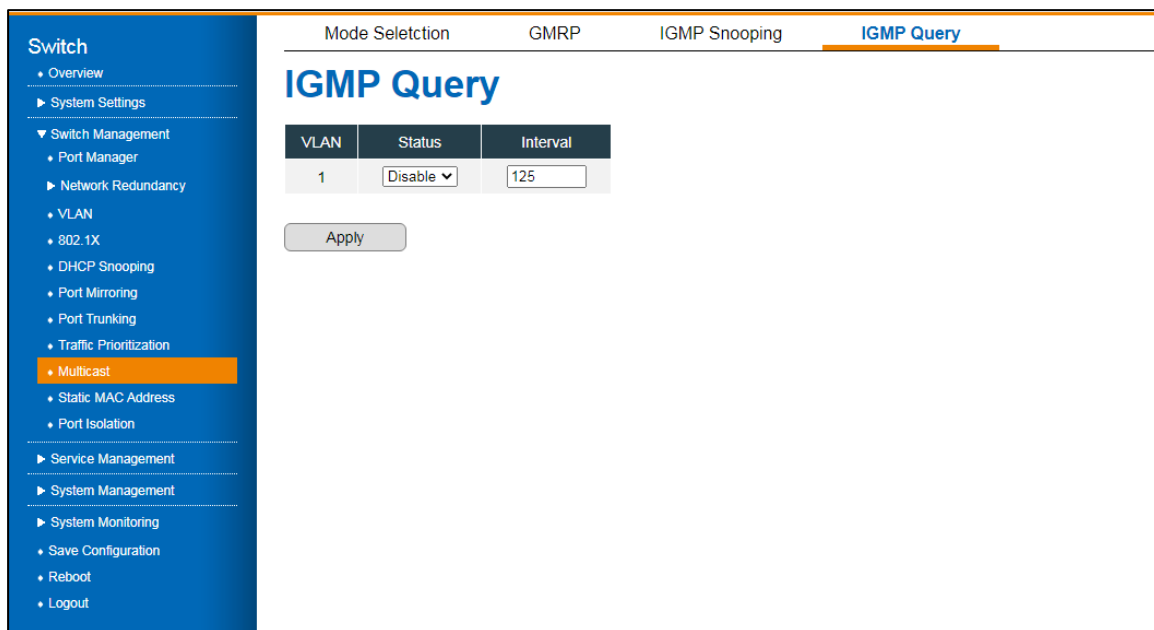 Switch
Overview
System Settings
Switch Management
Port Manager
Network Redundancy
VLAN
802.1X
DHCP Snooping
Port Mirroring
Port Trunking
Traffic Prioritization
Multicast
Static MAC Address
Port Isolation
Service Management
System Management
System Monitoring
Save Configuration
Reboot
Logout
Mode Seletction GMRP IGMP Snooping IGMP Query
IGMP Query
VLAN Status Interval
1 Disable 125
Apply